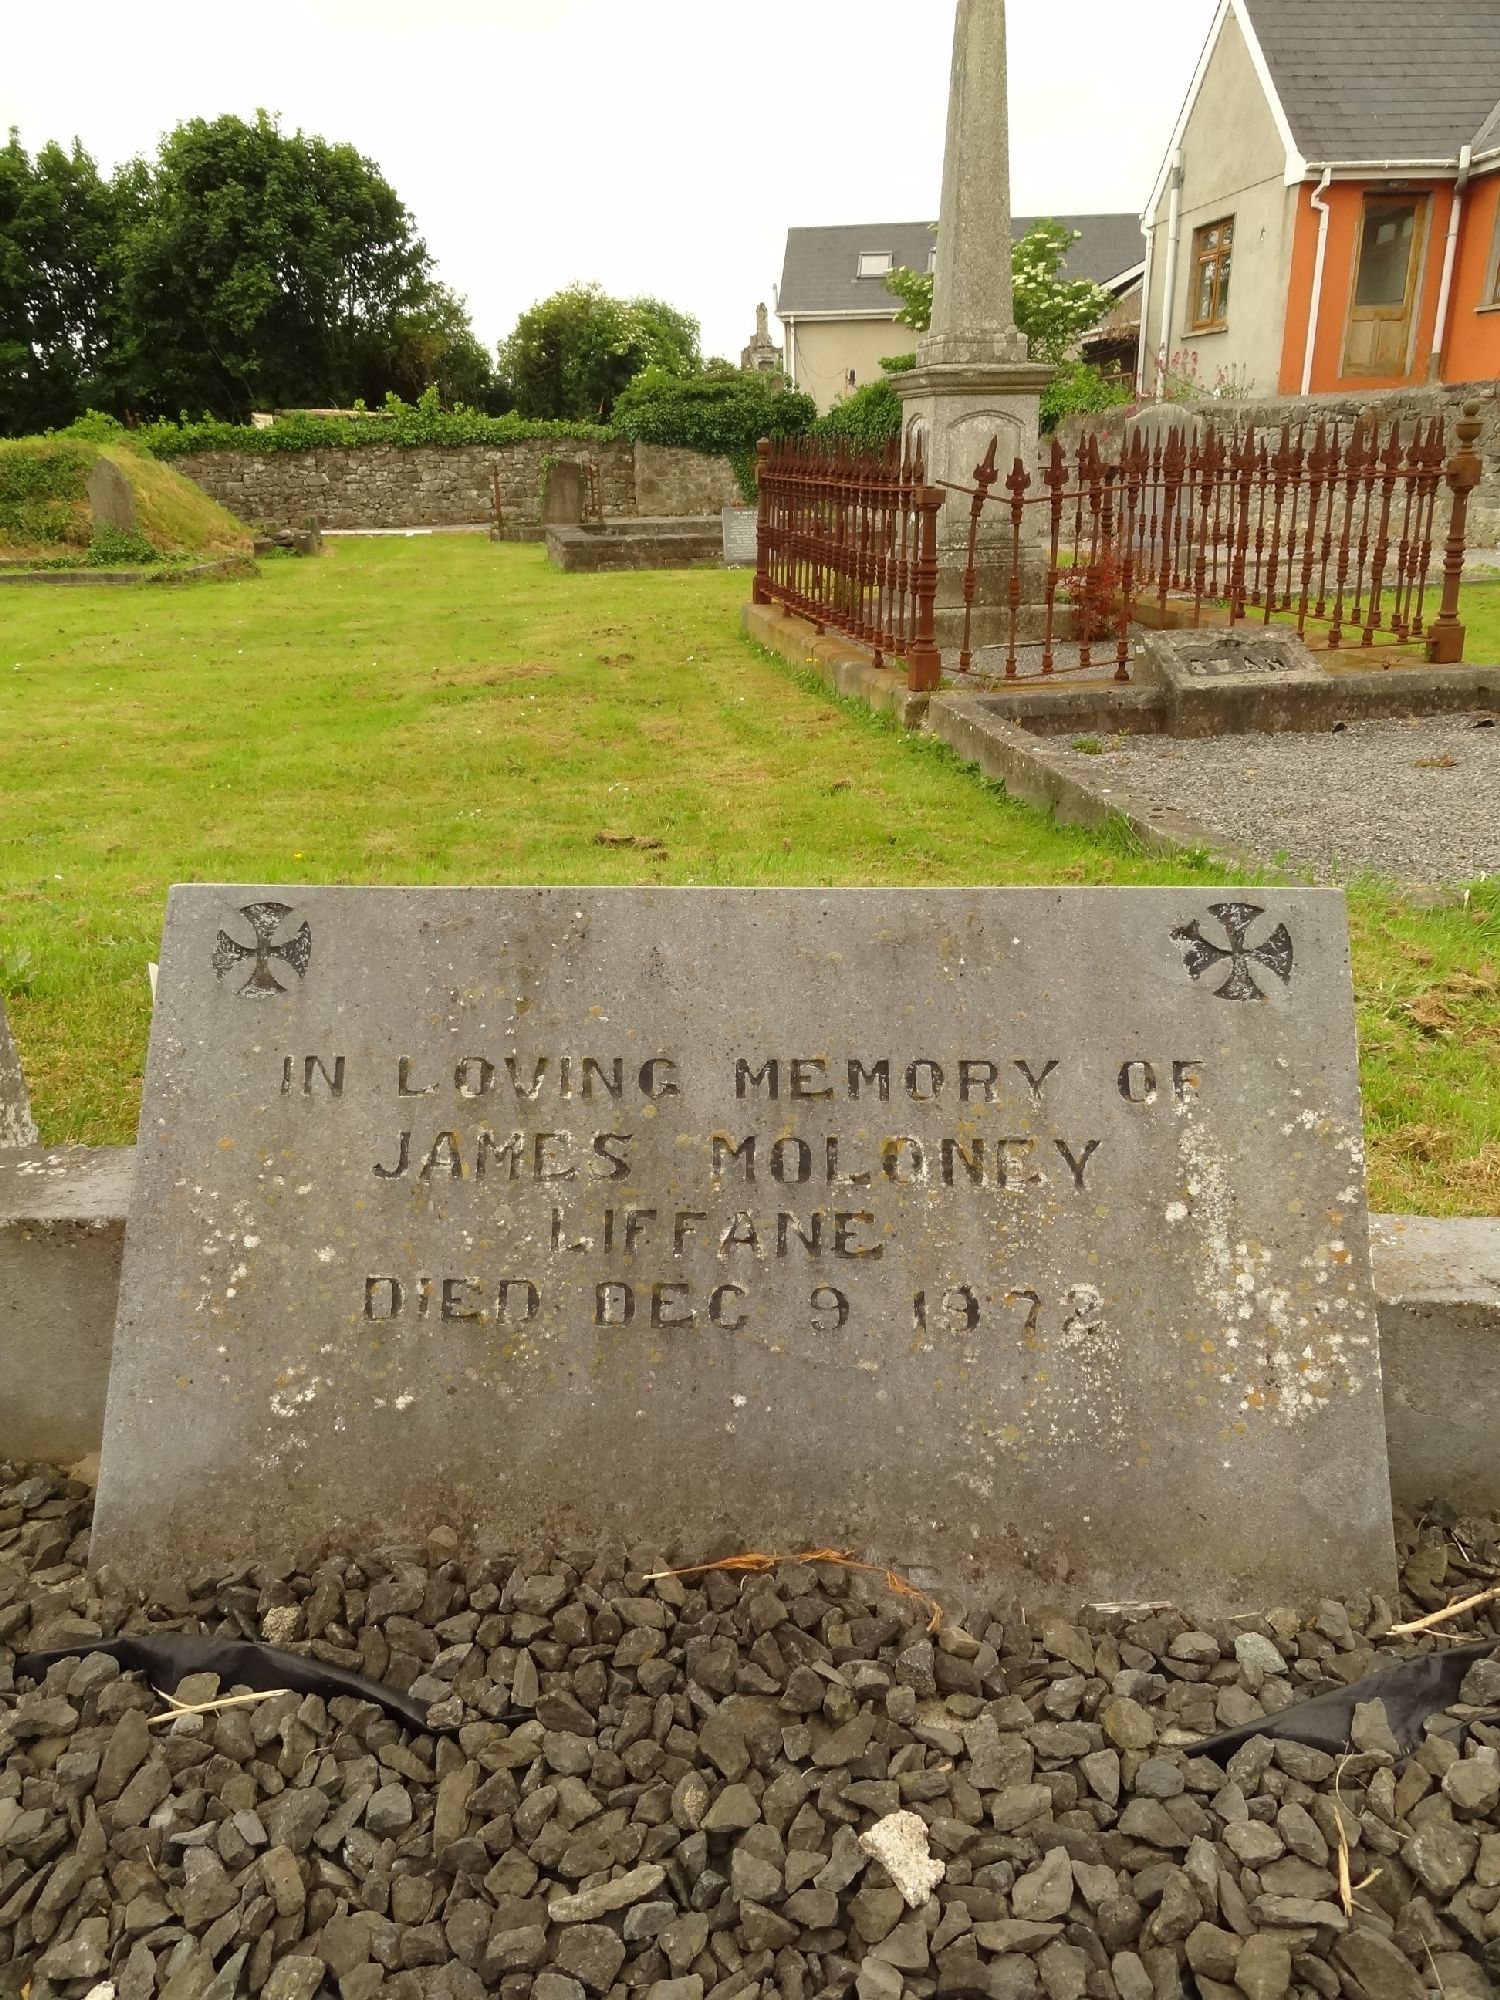 IN LOVING MEMORY OF
JAMES MOLONEY
LIFFANE
DIED DEC 9 1972